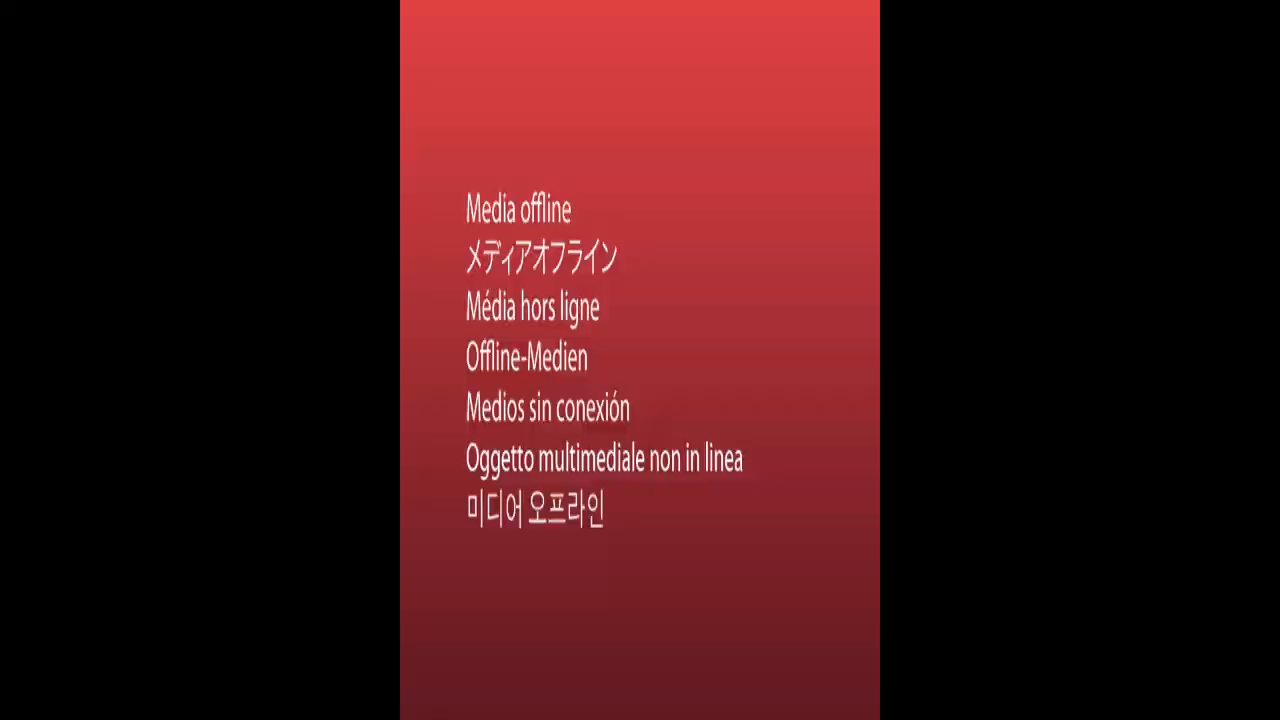 Media offline
メディアオフライン
Média hors ligne
Offline-Medien
Medios sin conexión
Oggetto multimediale non in linea
미디어 오프라인